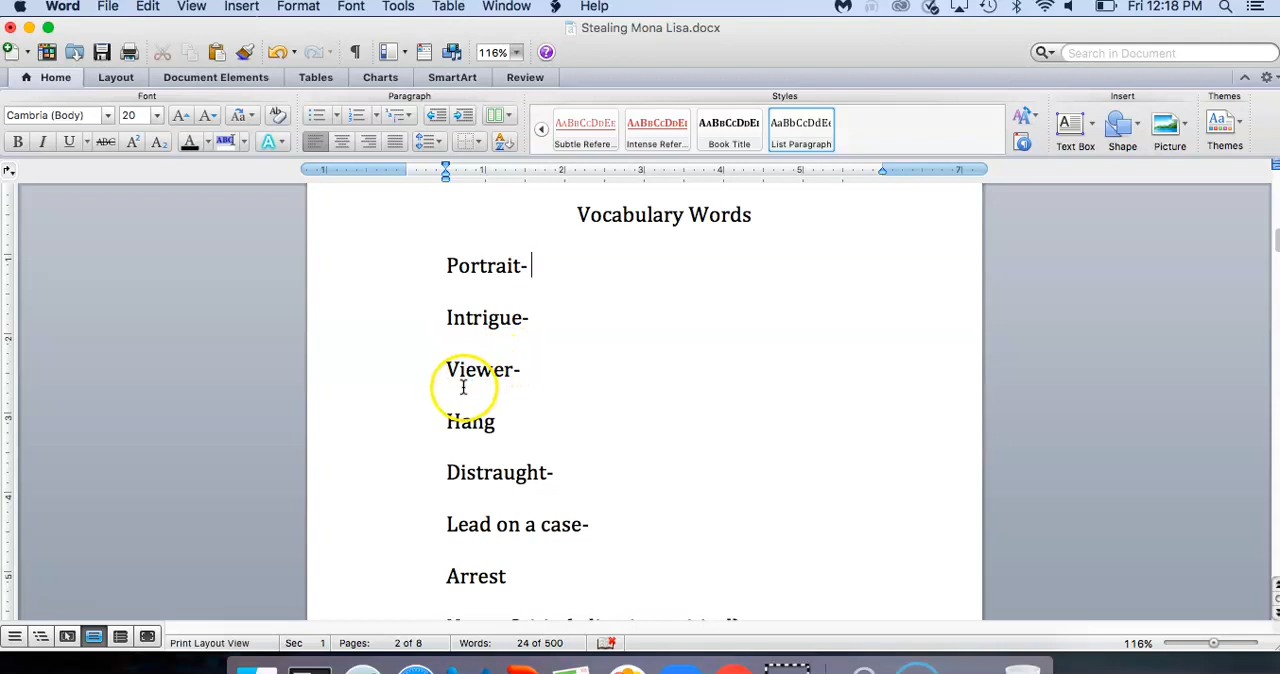 Word File Edit View Insert Format Font Tools Table Window Help Fri 12:18 PM
Stealing Mona Lisa.docx
116% Search in Document
Home Layout Document Elements Tables Charts SmartArt Review
Font Paragraph Styles Insert Themes
Cambria (Body) 20
AaBbCcDdEe AaBbCcDdEe AaBbCcDdEe AaBbCcDdEe
Subtle Refere... Intense Refer... Book Title List Paragraph Text Box Shape Picture Themes
Vocabulary Words
Portrait-
Intrigue-
Viewer-
Hang
Distraught-
Lead on a case-
Arrest
Print Layout View Sec 1 Pages: 2 of 8 Words: 24 of 500 116%